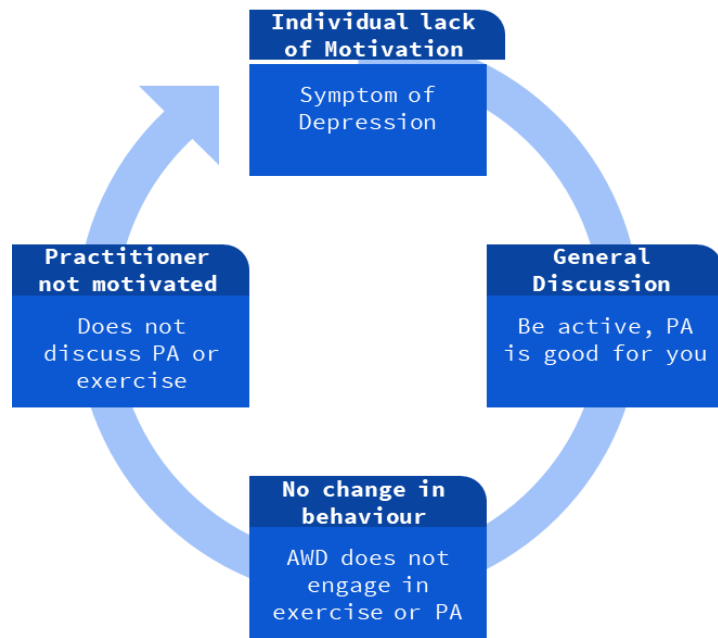 Individual lack
of Motivation
Symptom of
Depression
General
Discussion
Be active, PA
is good for you
No change in
behaviour
AWD does not
engage in
exercise or PA
Practitioner
not motivated
Does not
discuss PA or
exercise